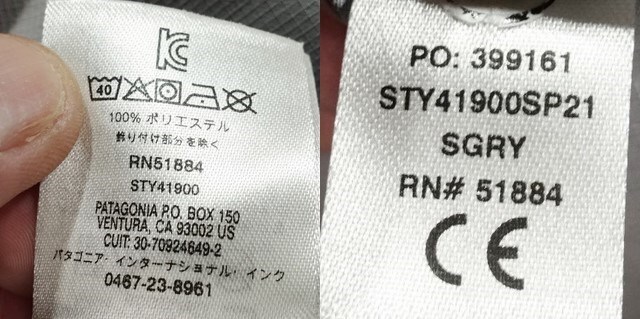 40
100% ポリエステル
飾り付け部分を除く
RN51884
STY41900
PATAGONIA P.O. BOX 150
VENTURA, CA 93002 US
CUIT: 30-70924649-2
パタゴニア・インターナショナル・インク
0467-23-8961
PO: 399161
STY41900SP21
SGRY
RN# 51884
CE